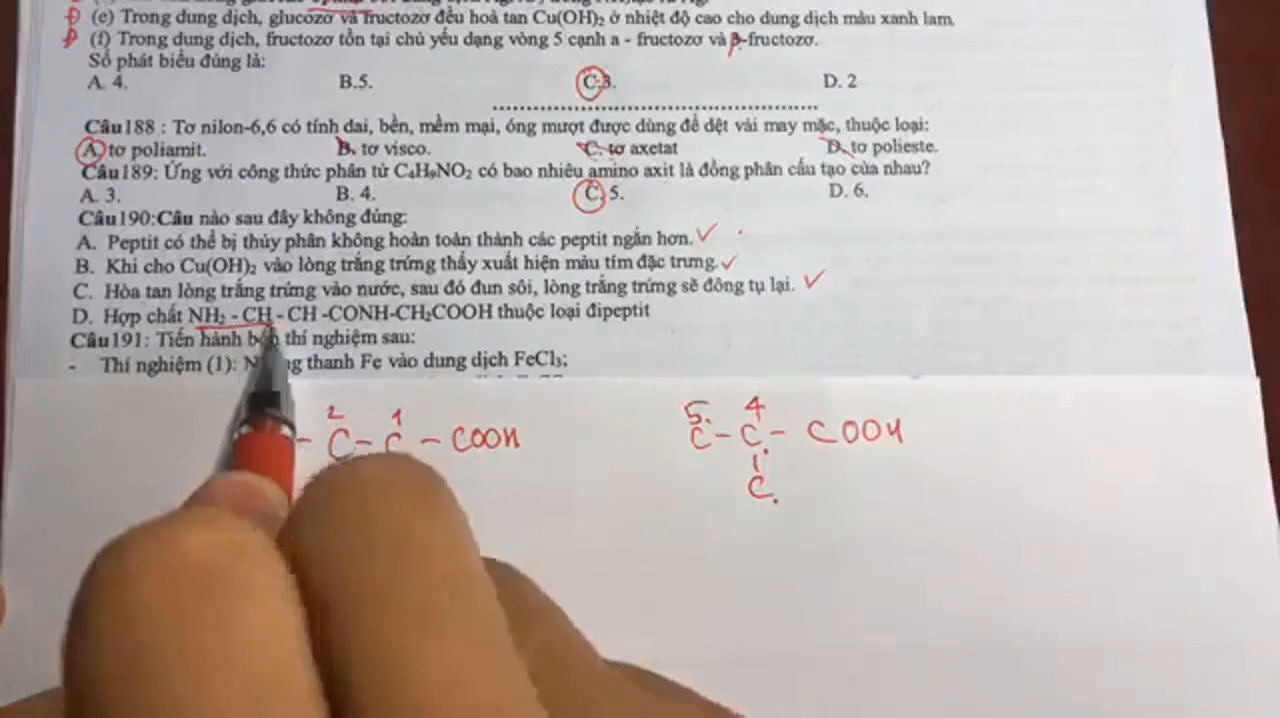 (e) Trong dung dịch, glucozơ và fructozơ đều hoà tan Cu(OH)₂ ở nhiệt độ cao cho dung dịch màu xanh lam.
(f) Trong dung dịch, fructozơ tồn tại chủ yếu dạng vòng 5 cạnh a - fructozơ và β-fructozơ.
Số phát biểu đúng là:
A. 4. B.5. C.3. D. 2
Câu188 : Tơ nilon-6,6 có tính dai, bền, mềm mại, óng mượt được dùng để dệt vải may mặc, thuộc loại:
A. tơ poliamit. B. tơ visco. C. tơ axetat D. tơ polieste.
Câu189: Ứng với công thức phân tử C₄H₉NO₂ có bao nhiêu amino axit là đồng phân cấu tạo của nhau?
A. 3. B. 4. C. 5. D. 6.
Câu190:Câu nào sau đây không đúng:
A. Peptit có thể bị thủy phân không hoàn toàn thành các peptit ngắn hơn.
B. Khi cho Cu(OH)₂ vào lòng trắng trứng thấy xuất hiện màu tím đặc trưng.
C. Hòa tan lòng trắng trứng vào nước, sau đó đun sôi, lòng trắng trứng sẽ đông tụ lại.
D. Hợp chất NH₂ - CH - CH -CONH-CH₂COOH thuộc loại đipeptit
Câu191: Tiến hành thí nghiệm sau:
- Thí nghiệm (1): thanh Fe vào dung dịch FeCl₃;
2 1 5. 4
- C - C - COOH C - C - COOH
1
C.